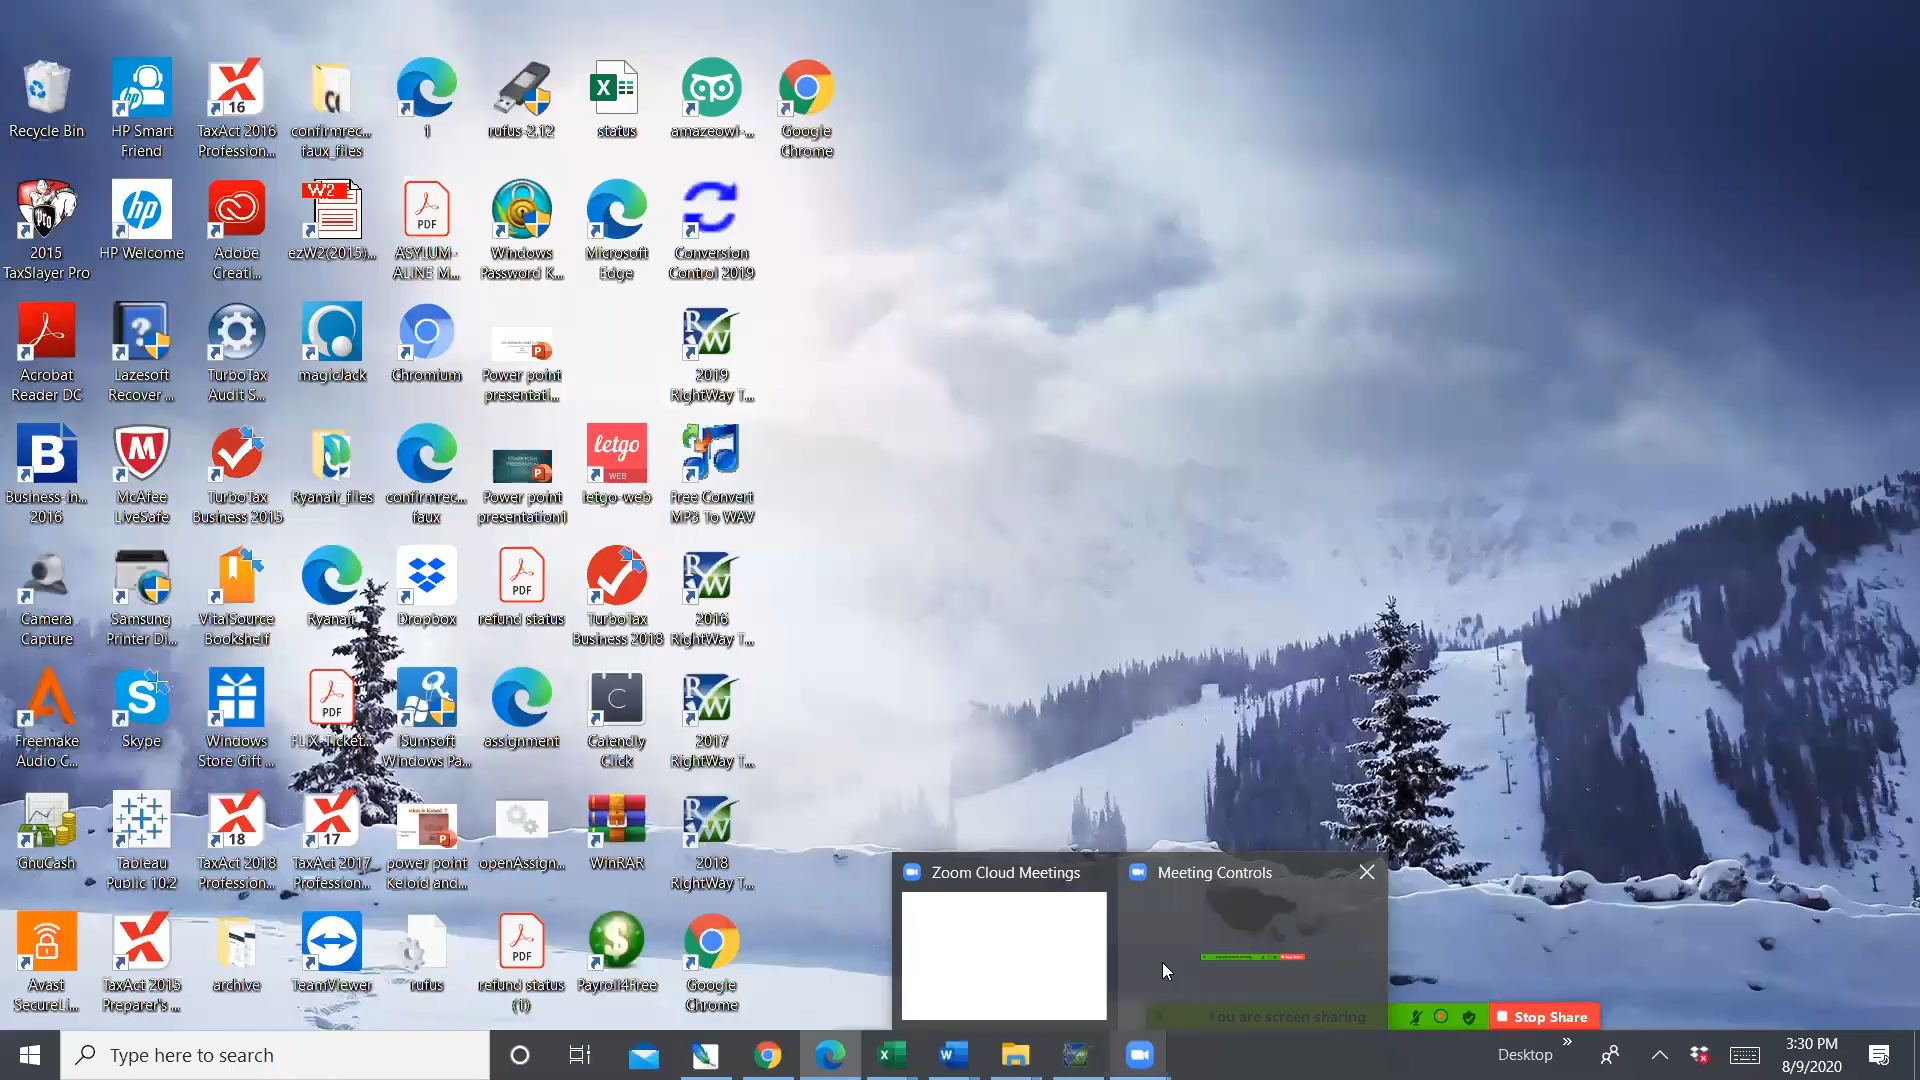 Recycle Bin
HP Smart
Friend
TaxAct 2016
Profession...
confirmrec...
faux_files
1
rufus-2.12
status
amazeowl-...
Google
Chrome
2015
TaxSlayer Pro
HP Welcome
Adobe
Creati...
ezW2(2015)...
ASYLUM-
ALINE M...
Windows
Password K...
Microsoft
Edge
Conversion
Control 2019
Acrobat
Reader DC
Lazesoft
Recover ...
TurboTax
Audit S...
magicJack
Chromium
Power point
presentati...
2019
RightWay T...
Business-in...
2016
McAfee
LiveSafe
TurboTax
Business 2015
Ryanair_files
confirmrec...
faux
Power point
presentation1
letgo
WEB
letgo-web
Free Convert
MP3 To WAV
Camera
Capture
Samsung
Printer Di...
VitalSource
Bookshelf
Ryanair
Dropbox
refund status
TurboTax
Business 2018
2016
RightWay T...
Freemake
Audio C...
Skype
Windows
Store Gift ...
FLIX-Ticket...
iSumsoft
Windows Pa...
assignment
Calendly
Click
2017
RightWay T...
GnuCash
Tableau
Public 10.2
TaxAct 2018
Profession...
TaxAct 2017
Profession...
power point
Keloid and...
openAssign...
WinRAR
2018
RightWay T...
Avast
SecureLi...
TaxAct 2015
Preparer's ...
archive
TeamViewer
rufus
refund status
(1)
Payroll4Free
Google
Chrome
Zoom Cloud Meetings
Meeting Controls
You are screen sharing
Stop Share
Type here to search
Desktop
3:30 PM
8/9/2020